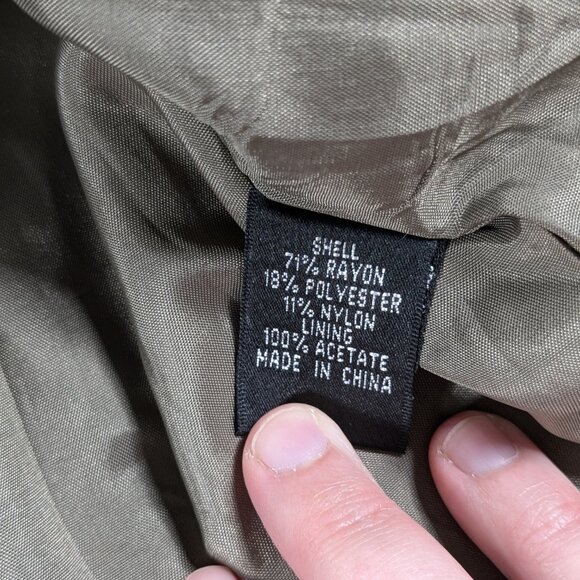 SHELL
71% RAYON
18% POLYESTER
11% NYLON
LINING
100% ACETATE
MADE IN CHINA